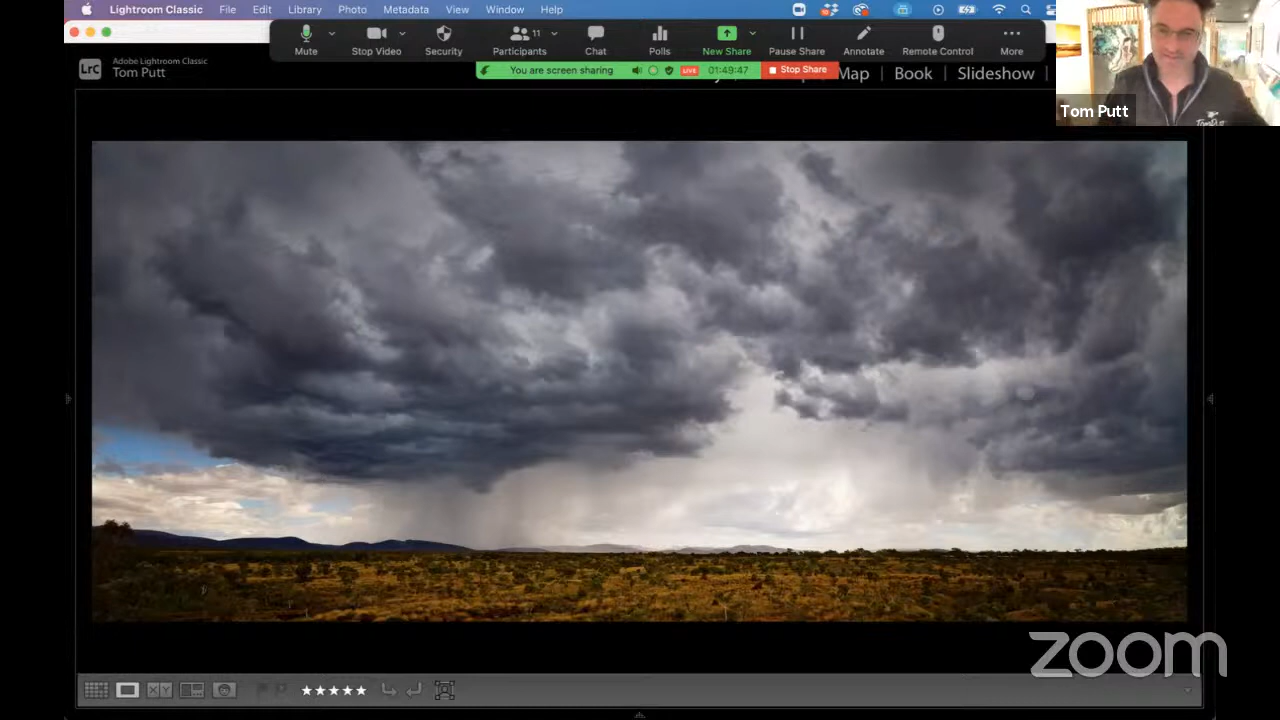 Lightroom Classic File Edit Library Photo Metadata View Window Help
Mute Stop Video Security Participants 11 Chat Polls New Share Pause Share Annotate Remote Control More
You are screen sharing LIVE 01:49:47 Stop Share
LrC Adobe Lightroom Classic
Tom Putt
Map | Book | Slideshow |
Tom Putt
zoom
XY